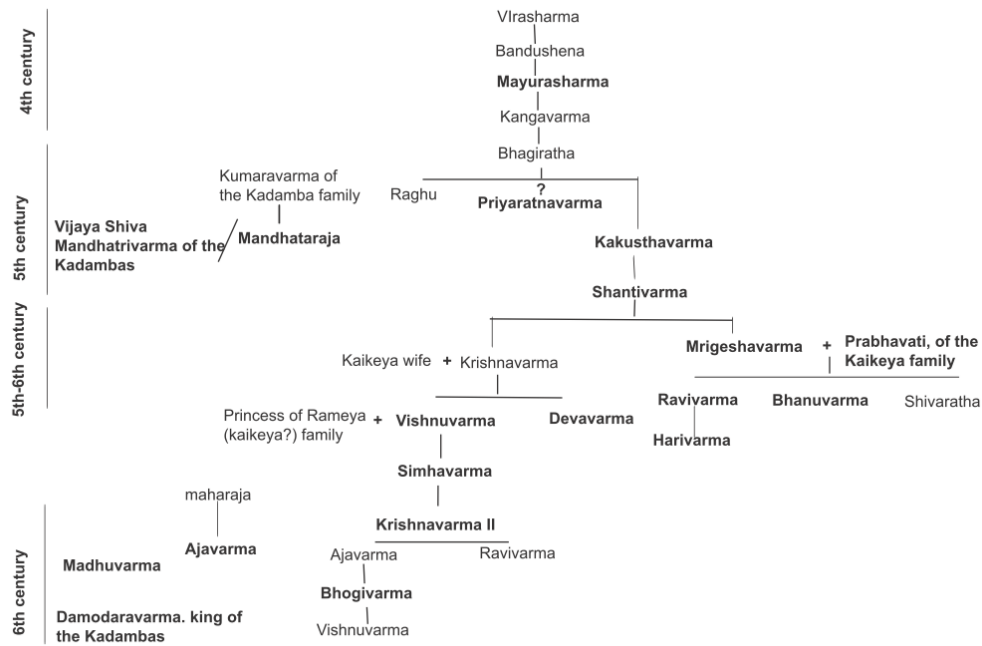 4th century
VIrasharma
Bandushena
Mayurasharma
Kangavarma
Bhagiratha
5th century
Kumaravarma of
the Kadamba family
Raghu
?
Priyaratnavarma
Vijaya Shiva
Mandhatrivarma of the
Kadambas
Mandhataraja
Kakusthavarma
Shantivarma
5th-6th century
Kaikeya wife + Krishnavarma
Mrigeshavarma + Prabhavati, of the
Kaikeya family
Ravivarma Bhanuvarma Shivaratha
Princess of Rameya
(kaikeya?) family
+ Vishnuvarma Devavarma
Harivarma
Simhavarma
6th century
maharaja
Ajavarma
Krishnavarma II
Ajavarma Ravivarma
Madhuvarma
Bhogivarma
Damodaravarma. king of
the Kadambas
Vishnuvarma